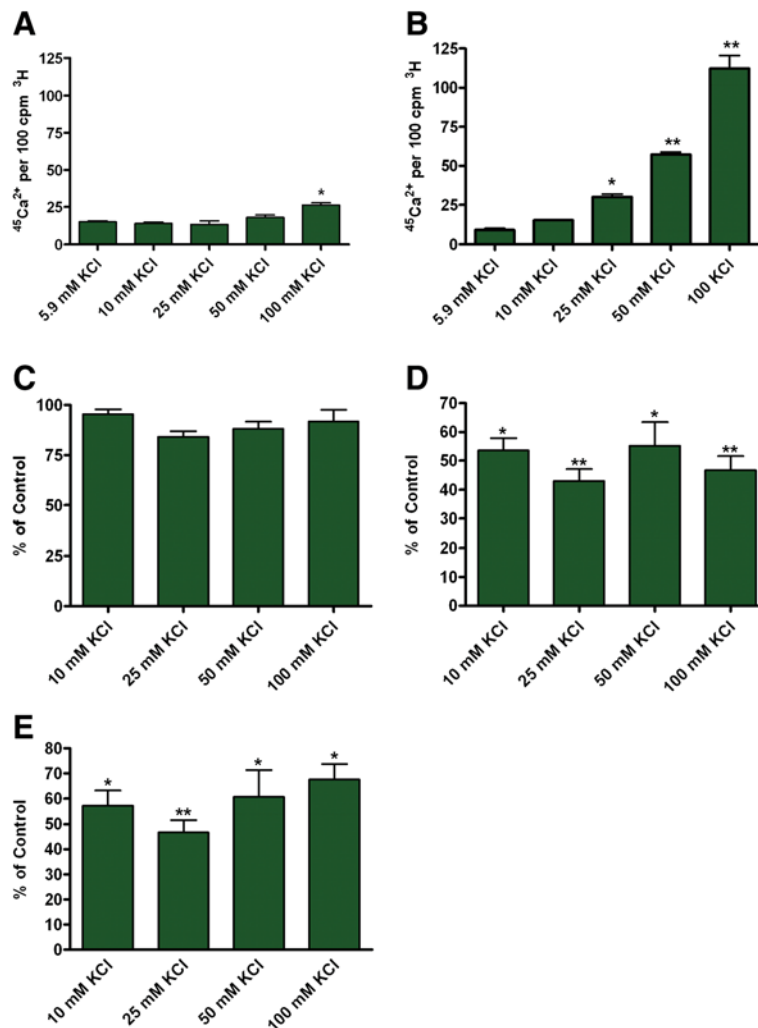 A
⁴⁵Ca²⁺ per 100 cpm ³H
125
100
75
50
25
0
*
5.9 mM KCl
10 mM KCl
25 mM KCl
50 mM KCl
100 mM KCl
B
⁴⁵Ca²⁺ per 100 cpm ³H
125
100
75
50
25
0
*
**
**
5.9 mM KCl
10 mM KCl
25 mM KCl
50 mM KCl
100 KCl
C
% of Control
100
75
50
25
0
10 mM KCl
25 mM KCl
50 mM KCl
100 mM KCl
D
% of Control
70
60
50
40
30
20
10
0
*
**
*
**
10 mM KCl
25 mM KCl
50 mM KCl
100 mM KCl
E
% of Control
80
70
60
50
40
30
20
10
0
*
**
*
*
10 mM KCl
25 mM KCl
50 mM KCl
100 mM KCl